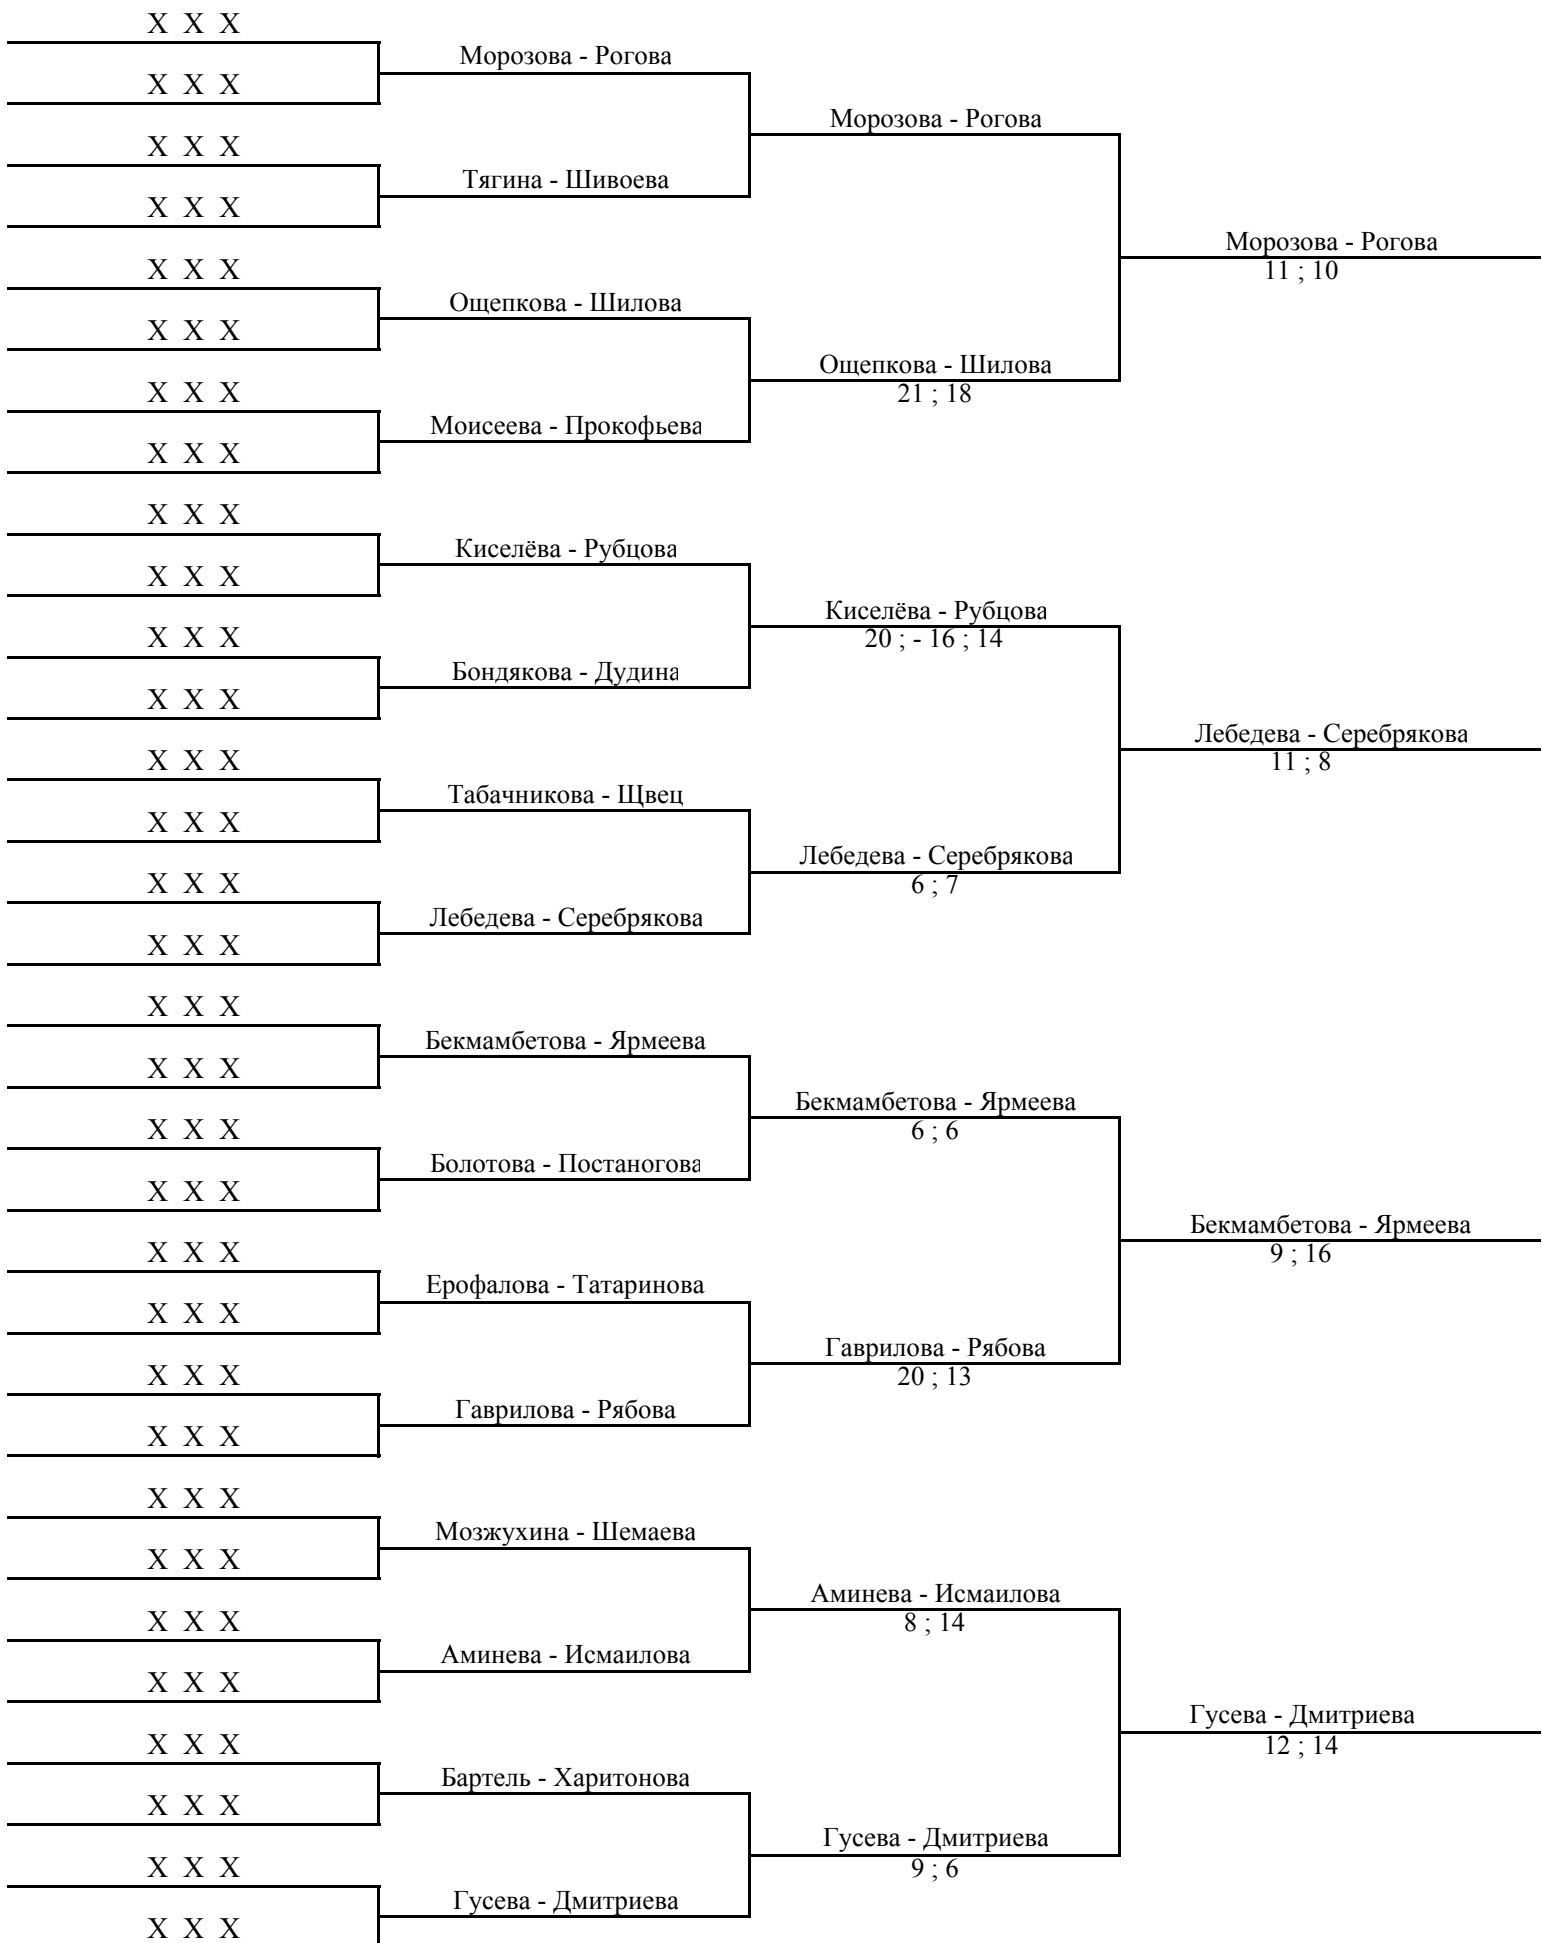 X X X
Морозова - Рогова
X X X
Морозова - Рогова
X X X
Тягина - Шивоева
X X X
Морозова - Рогова
11 ; 10
X X X
Ощепкова - Шилова
X X X
Ощепкова - Шилова
21 ; 18
X X X
Моисеева - Прокофьева
X X X
X X X
Киселёва - Рубцова
X X X
Киселёва - Рубцова
20 ; - 16 ; 14
X X X
Бондякова - Дудина
X X X
Лебедева - Серебрякова
11 ; 8
X X X
Табачникова - Щвец
X X X
Лебедева - Серебрякова
6 ; 7
X X X
Лебедева - Серебрякова
X X X
X X X
Бекмамбетова - Ярмеева
X X X
Бекмамбетова - Ярмеева
6 ; 6
X X X
Болотова - Постаногова
X X X
Бекмамбетова - Ярмеева
9 ; 16
X X X
Ерофалова - Татаринова
X X X
Гаврилова - Рябова
20 ; 13
X X X
Гаврилова - Рябова
X X X
X X X
Мозжухина - Шемаева
X X X
Аминева - Исмаилова
8 ; 14
X X X
Аминева - Исмаилова
X X X
Гусева - Дмитриева
12 ; 14
X X X
Бартель - Харитонова
X X X
Гусева - Дмитриева
9 ; 6
X X X
Гусева - Дмитриева
X X X